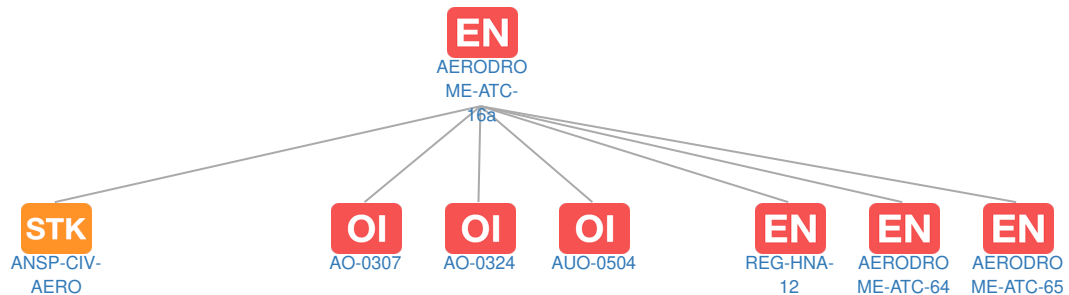 EN
AERODRO
ME-ATC-
16a
STK
ANSP-CIV-
AERO
OI
AO-0307
OI
AO-0324
OI
AUO-0504
EN
REG-HNA-
12
EN
AERODRO
ME-ATC-64
EN
AERODRO
ME-ATC-65